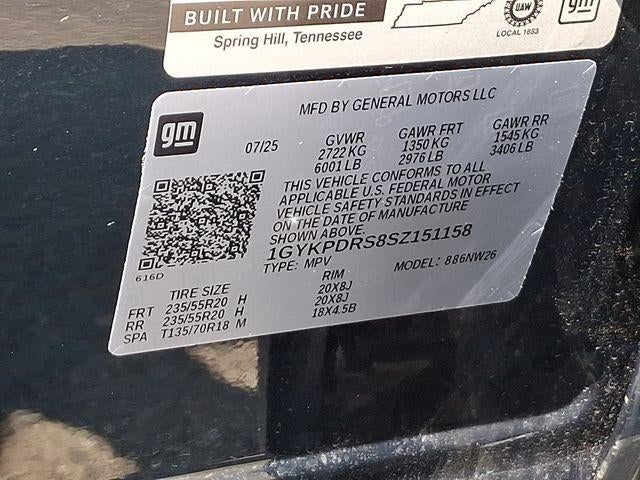 BUILT WITH PRIDE
Spring Hill, Tennessee
UAW
LOCAL 1853
gm
MFD BY GENERAL MOTORS LLC
gm
07/25
GVWR GAWR FRT GAWR RR
2722 KG 1350 KG 1545 KG
6001 LB 2976 LB 3406 LB
THIS VEHICLE CONFORMS TO ALL
APPLICABLE U.S. FEDERAL MOTOR
VEHICLE SAFETY STANDARDS IN EFFECT
ON THE DATE OF MANUFACTURE
SHOWN ABOVE.
1GYKPDRS8SZ151158
TYPE: MPV MODEL: 886NW26
616D
TIRE SIZE RIM
FRT 235/55R20 H 20X8J
RR 235/55R20 H 20X8J
SPA T135/70R18 M 18X4.5B